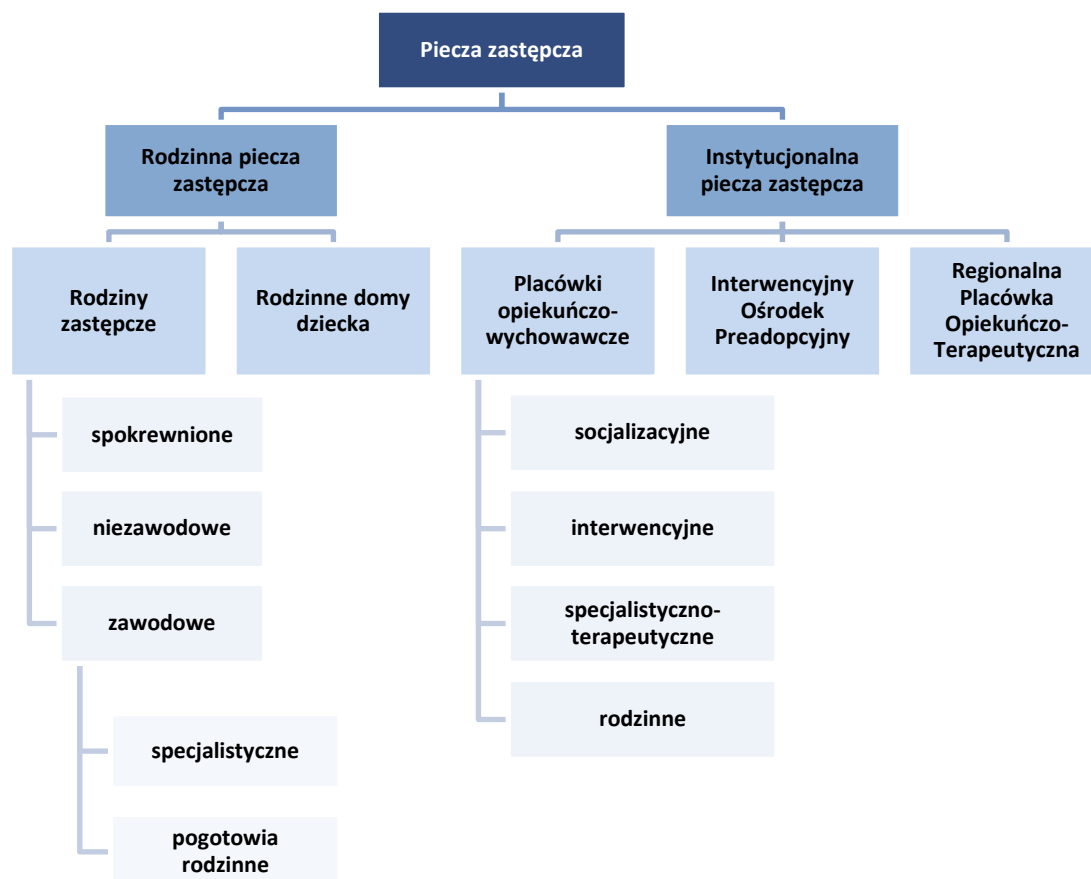 Piecza zastępcza
Rodzinna piecza
zastępcza
Instytucjonalna
piecza zastępcza
Rodziny
zastępcze
Rodzinne domy
dziecka
Placówki
opiekuńczo-
wychowawcze
Interwencyjny
Ośrodek
Preadopcyjny
Regionalna
Placówka
Opiekuńczo-
Terapeutyczna
spokrewnione
niezawodowe
zawodowe
specjalistyczne
pogotowia
rodzinne
socjalizacyjne
interwencyjne
specjalistyczno-
terapeutyczne
rodzinne